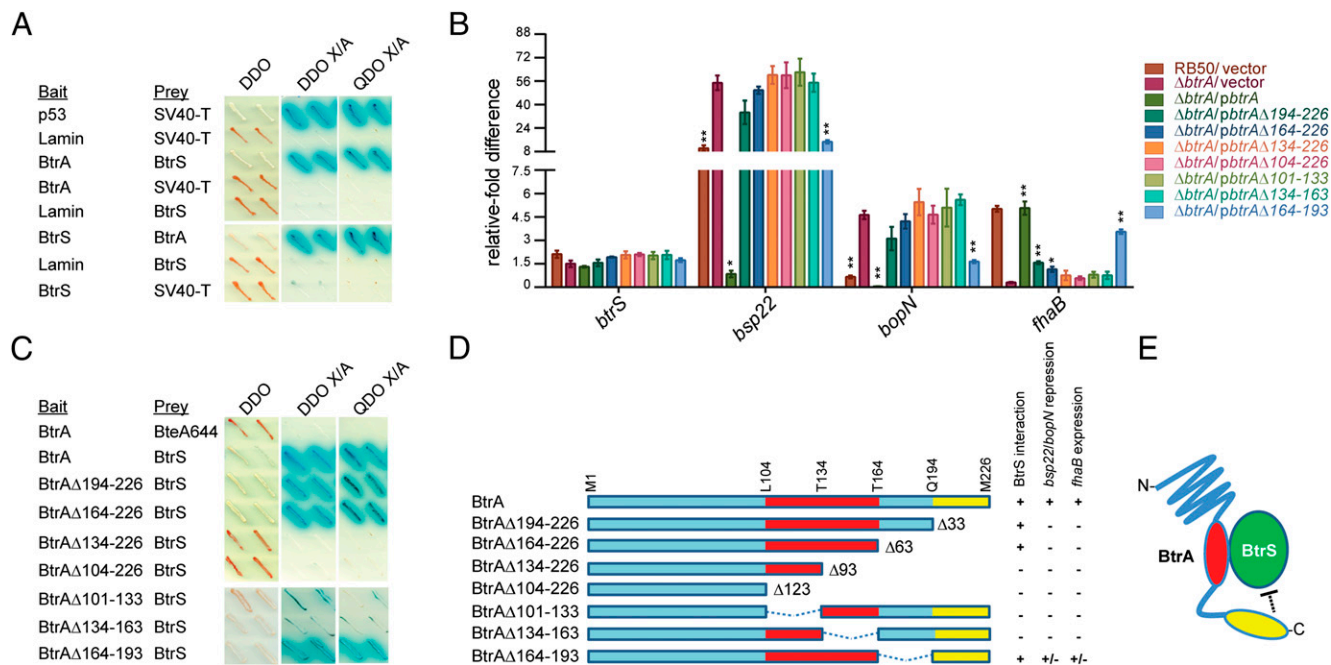 A
DDO DDO X/A QDO X/A
Bait Prey
p53 SV40-T
Lamin SV40-T
BtrA BtrS
BtrA SV40-T
Lamin BtrS
BtrS BtrA
Lamin BtrS
BtrS SV40-T
B
relative-fold difference
88
72
56
40
24
8
7.5
6
4.5
3
1.5
0
** * ** ** ** ** ** ** * **
btrS bsp22 bopN fhaB
RB50/vector
ΔbtrA/vector
ΔbtrA/pbtrA
ΔbtrA/pbtrAΔ194-226
ΔbtrA/pbtrAΔ164-226
ΔbtrA/pbtrAΔ134-226
ΔbtrA/pbtrAΔ104-226
ΔbtrA/pbtrAΔ101-133
ΔbtrA/pbtrAΔ134-163
ΔbtrA/pbtrAΔ164-193
C
DDO DDO X/A QDO X/A
Bait Prey
BtrA BteA644
BtrA BtrS
BtrAΔ194-226 BtrS
BtrAΔ164-226 BtrS
BtrAΔ134-226 BtrS
BtrAΔ104-226 BtrS
BtrAΔ101-133 BtrS
BtrAΔ134-163 BtrS
BtrAΔ164-193 BtrS
D
M1 L104 T134 T164 Q194 M226 BtrS interaction bsp22/bopN repression fhaB expression
BtrA + + +
BtrAΔ194-226 Δ33 + - -
BtrAΔ164-226 Δ63 + - -
BtrAΔ134-226 Δ93 - - -
BtrAΔ104-226 Δ123 - - -
BtrAΔ101-133 - - -
BtrAΔ134-163 - - -
BtrAΔ164-193 + +/- +/-
E
N-
BtrA
BtrS
-C